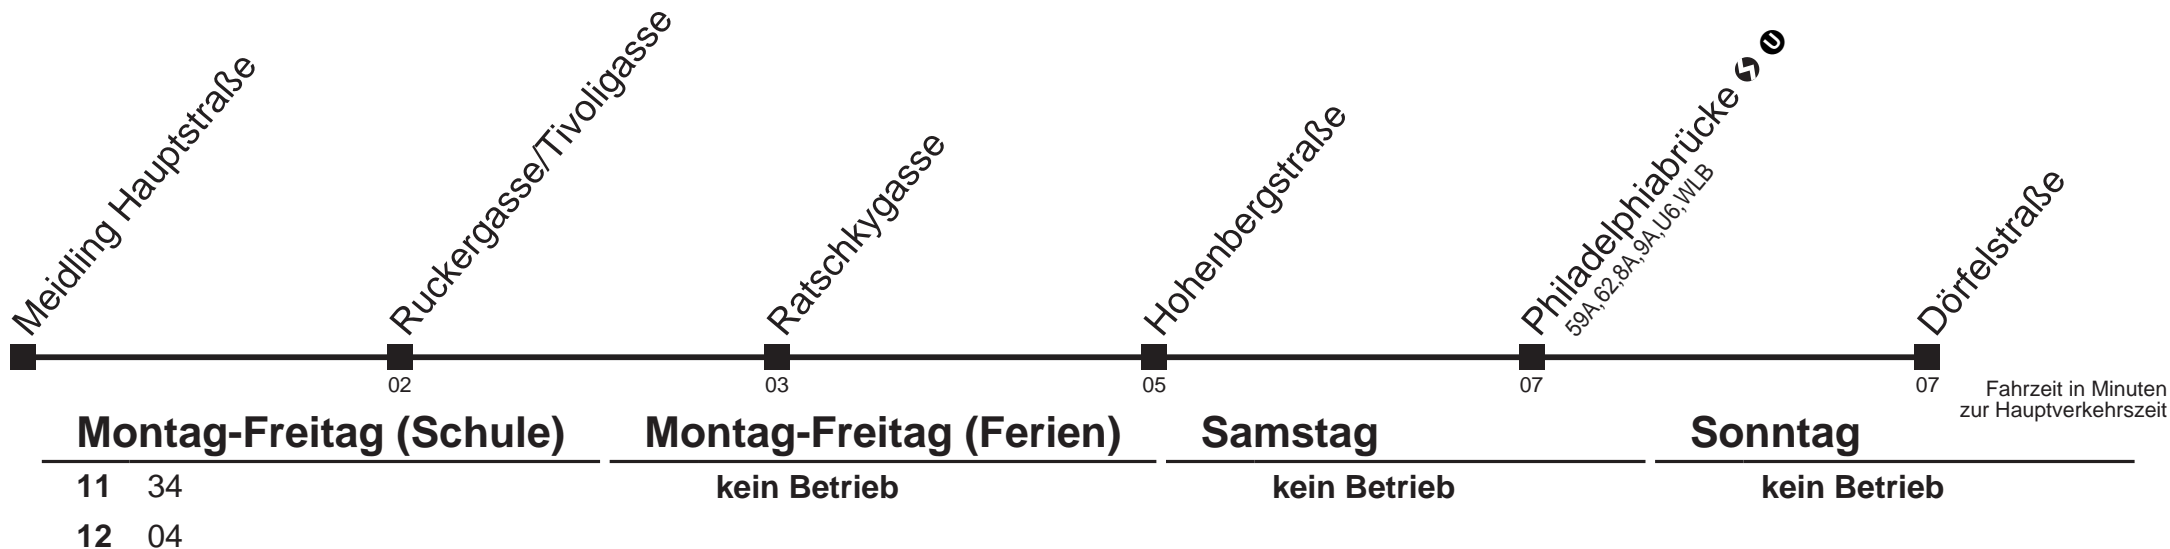 Meidling Hauptstraße
Ruckergasse/Tivoligasse
Ratschkygasse
Hohenbergstraße
Philadelphiabrücke
59A,62,8A,9A,U6,WLB
Dörfelstraße
02 03 05 07 07
Fahrzeit in Minuten
zur Hauptverkehrszeit
Montag-Freitag (Schule) Montag-Freitag (Ferien) Samstag Sonntag
11 34 kein Betrieb kein Betrieb kein Betrieb
12 04